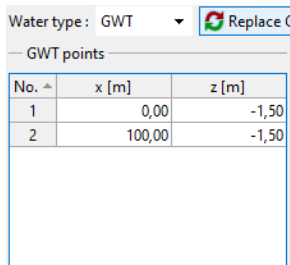 Water type : GWT Replace
GWT points
No. x [m] z [m]
1 0,00 -1,50
2 100,00 -1,50